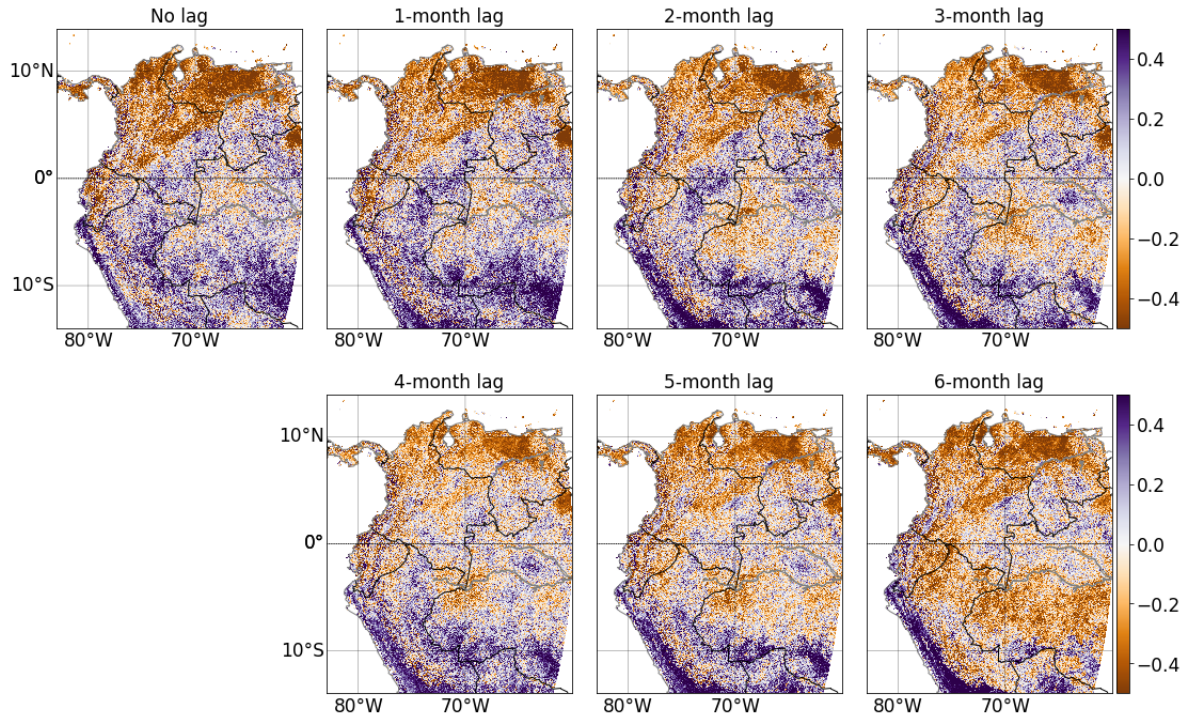 No lag
1-month lag
2-month lag
3-month lag
10°N
0°
10°S
80°W 70°W
80°W 70°W
80°W 70°W
80°W 70°W
0.4
0.2
0.0
−0.2
−0.4
4-month lag
5-month lag
6-month lag
10°N
0°
10°S
80°W 70°W
80°W 70°W
80°W 70°W
0.4
0.2
0.0
−0.2
−0.4